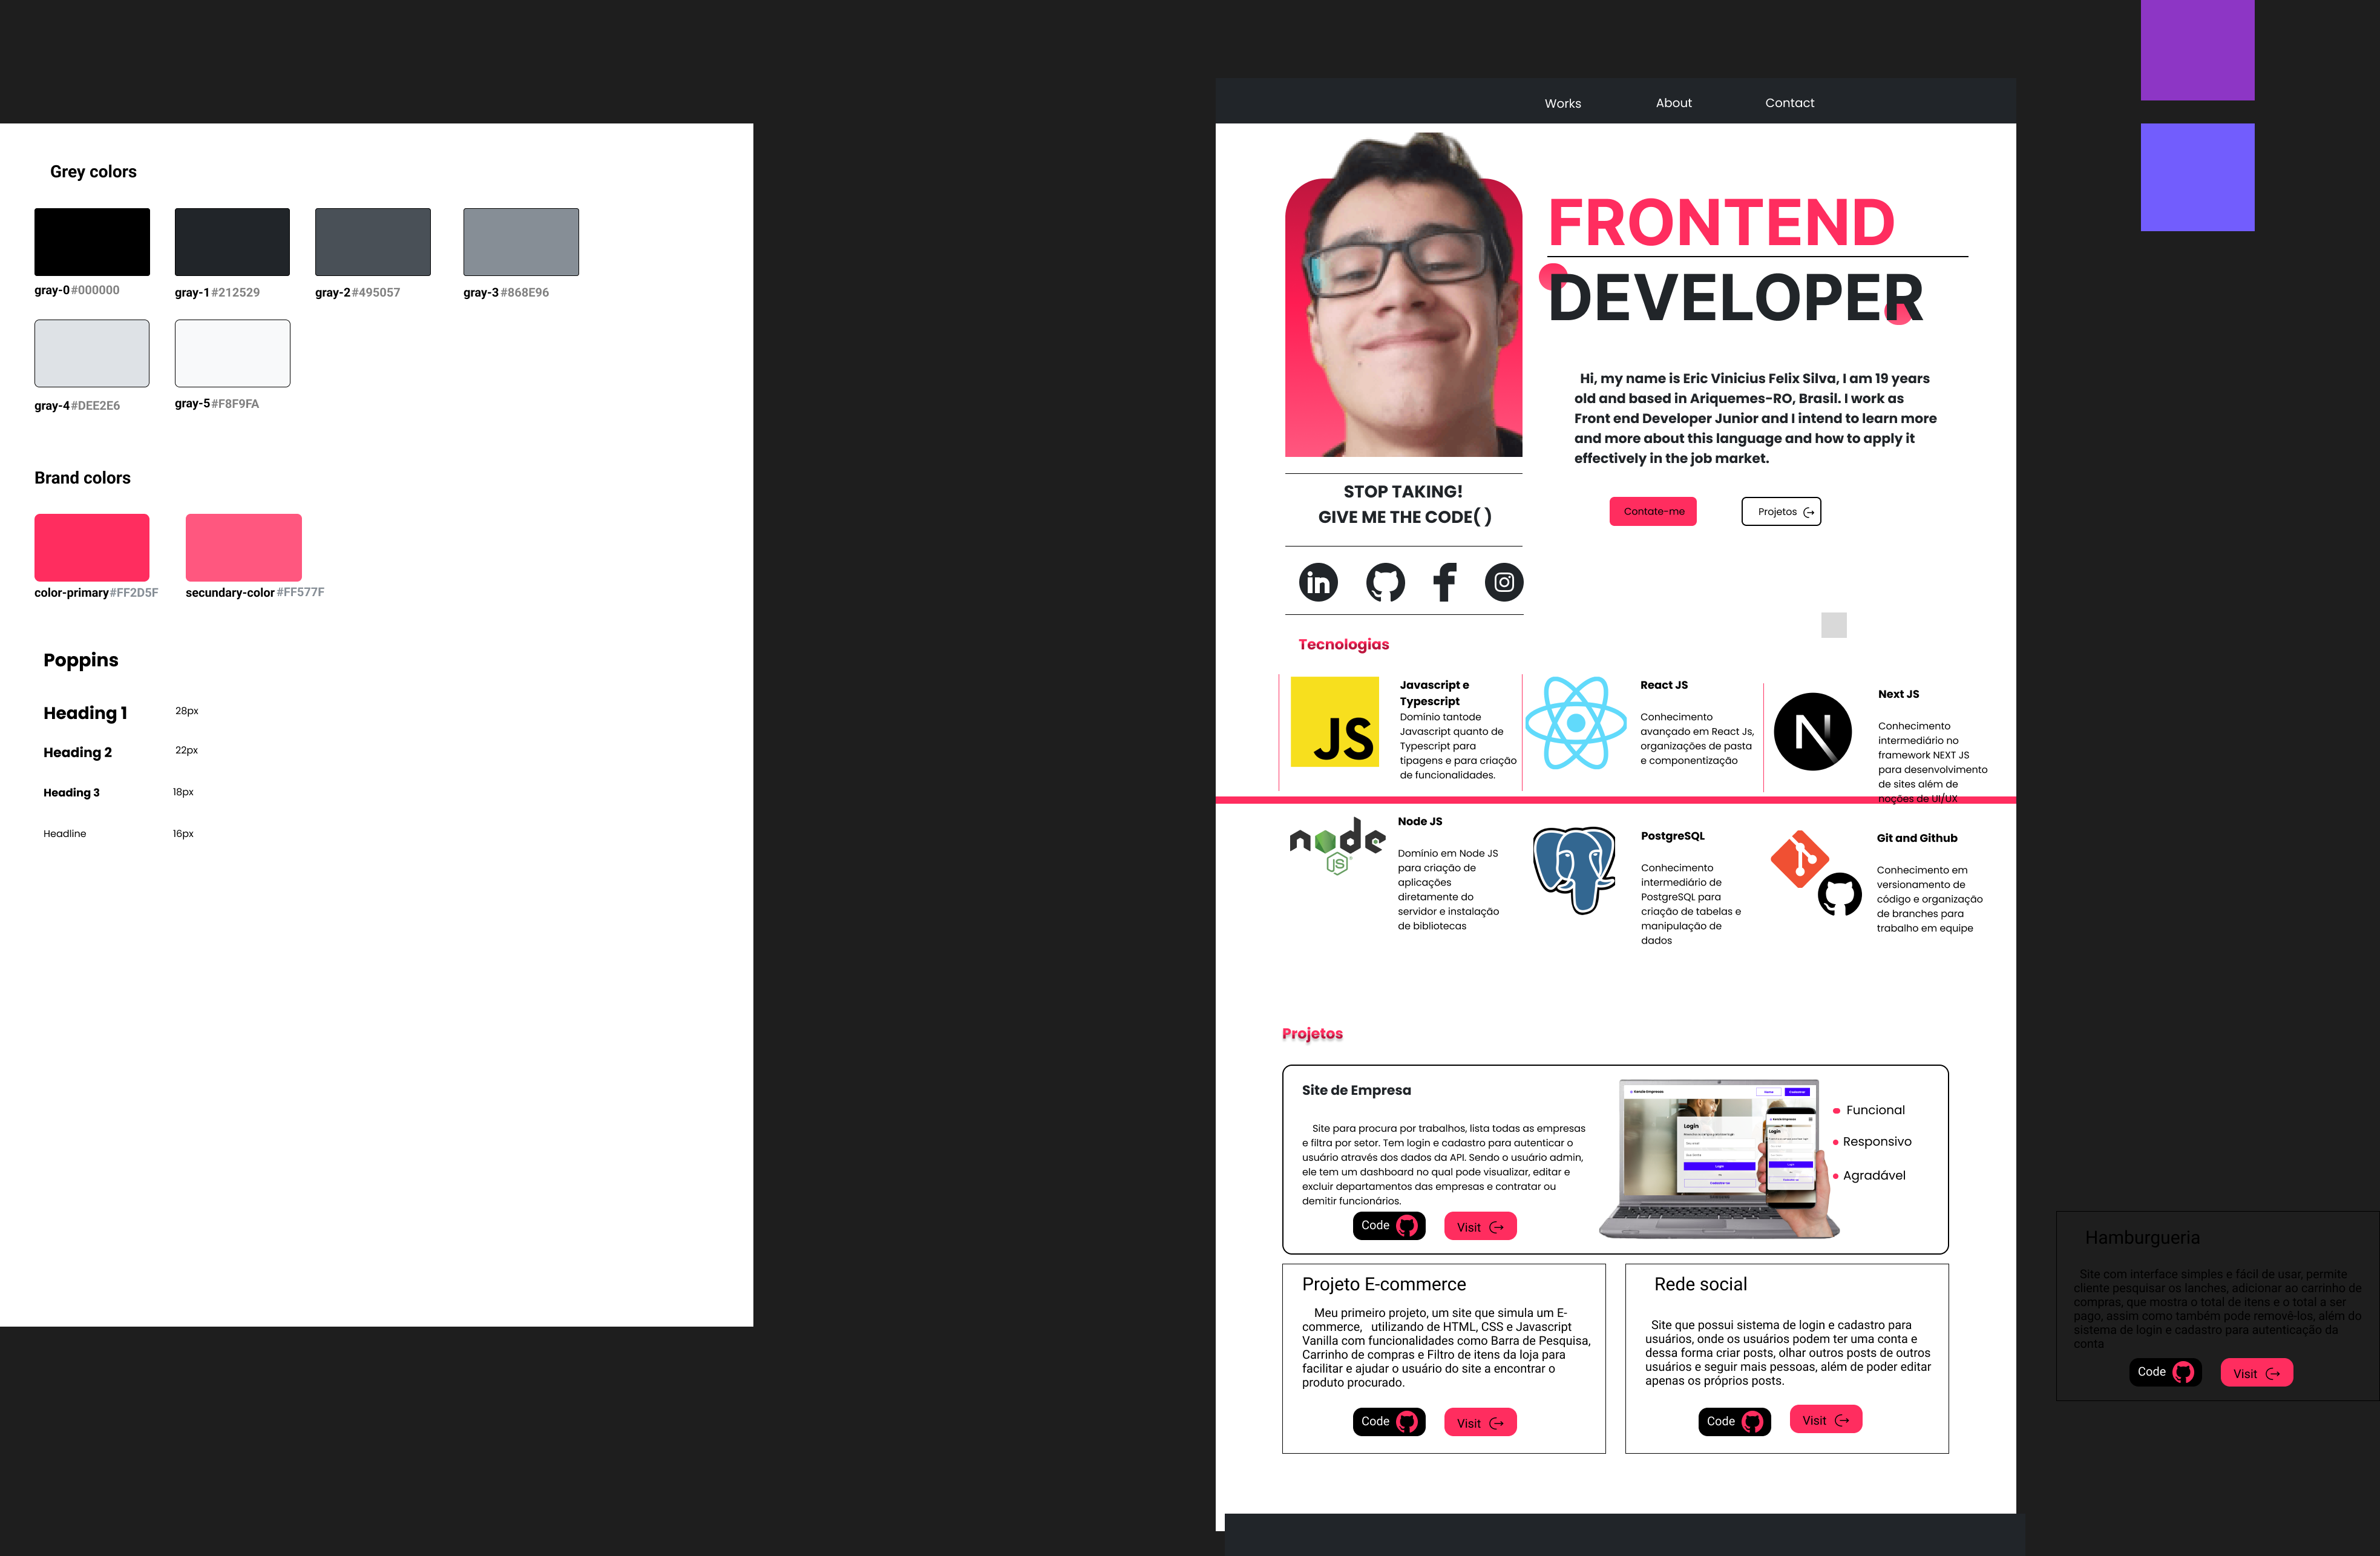 Grey colors
gray-0 #000000
gray-1 #212529
gray-2 #495057
gray-3 #868E96
gray-4 #DEE2E6
gray-5 #F8F9FA
Brand colors
color-primary #FF2D5F
secundary-color #FF577F
Poppins
Heading 1 28px
Heading 2 22px
Heading 3 18px
Headline 16px
Works About Contact
FRONTEND
DEVELOPER
Hi, my name is Eric Vinicius Felix Silva, I am 19 years
old and based in Ariquemes-RO, Brasil. I work as
Front end Developer Junior and I intend to learn more
and more about this language and how to apply it
effectively in the job market.
Contate-me
Projetos
STOP TAKING!
GIVE ME THE CODE( )
in
f
Tecnologias
JS
Javascript e
Typescript
Domínio tantode
Javascript quanto de
Typescript para
tipagens e para criação
de funcionalidades.
React JS
Conhecimento
avançado em React Js,
organizações de pasta
e componentização
N
Next JS
Conhecimento
intermediário no
framework NEXT JS
para desenvolvimento
de sites além de
noções de UI/UX
node
JS
Node JS
Domínio em Node JS
para criação de
aplicações
diretamente do
servidor e instalação
de bibliotecas
PostgreSQL
Conhecimento
intermediário de
PostgreSQL para
criação de tabelas e
manipulação de
dados
Git and Github
Conhecimento em
versionamento de
código e organização
de branches para
trabalho em equipe
Projetos
Site de Empresa
Site para procura por trabalhos, lista todas as empresas
e filtra por setor. Tem login e cadastro para autenticar o
usuário através dos dados da API. Sendo o usuário admin,
ele tem um dashboard no qual pode visualizar, editar e
excluir departamentos das empresas e contratar ou
demitir funcionários.
Code
Visit
Login
Login
Login
Login
Funcional
Responsivo
Agradável
Projeto E-commerce
Meu primeiro projeto, um site que simula um E-
commerce, utilizando de HTML, CSS e Javascript
Vanilla com funcionalidades como Barra de Pesquisa,
Carrinho de compras e Filtro de itens da loja para
facilitar e ajudar o usuário do site a encontrar o
produto procurado.
Code
Visit
Rede social
Site que possui sistema de login e cadastro para
usuários, onde os usuários podem ter uma conta e
dessa forma criar posts, olhar outros posts de outros
usuários e seguir mais pessoas, além de poder editar
apenas os próprios posts.
Code
Visit
Hamburgueria
Site com interface simples e fácil de usar, permite
cliente pesquisar os lanches, adicionar ao carrinho de
compras, que mostra o total de itens e o total a ser
pago, assim como também pode removê-los, além do
sistema de login e cadastro para autenticação da
conta
Code
Visit